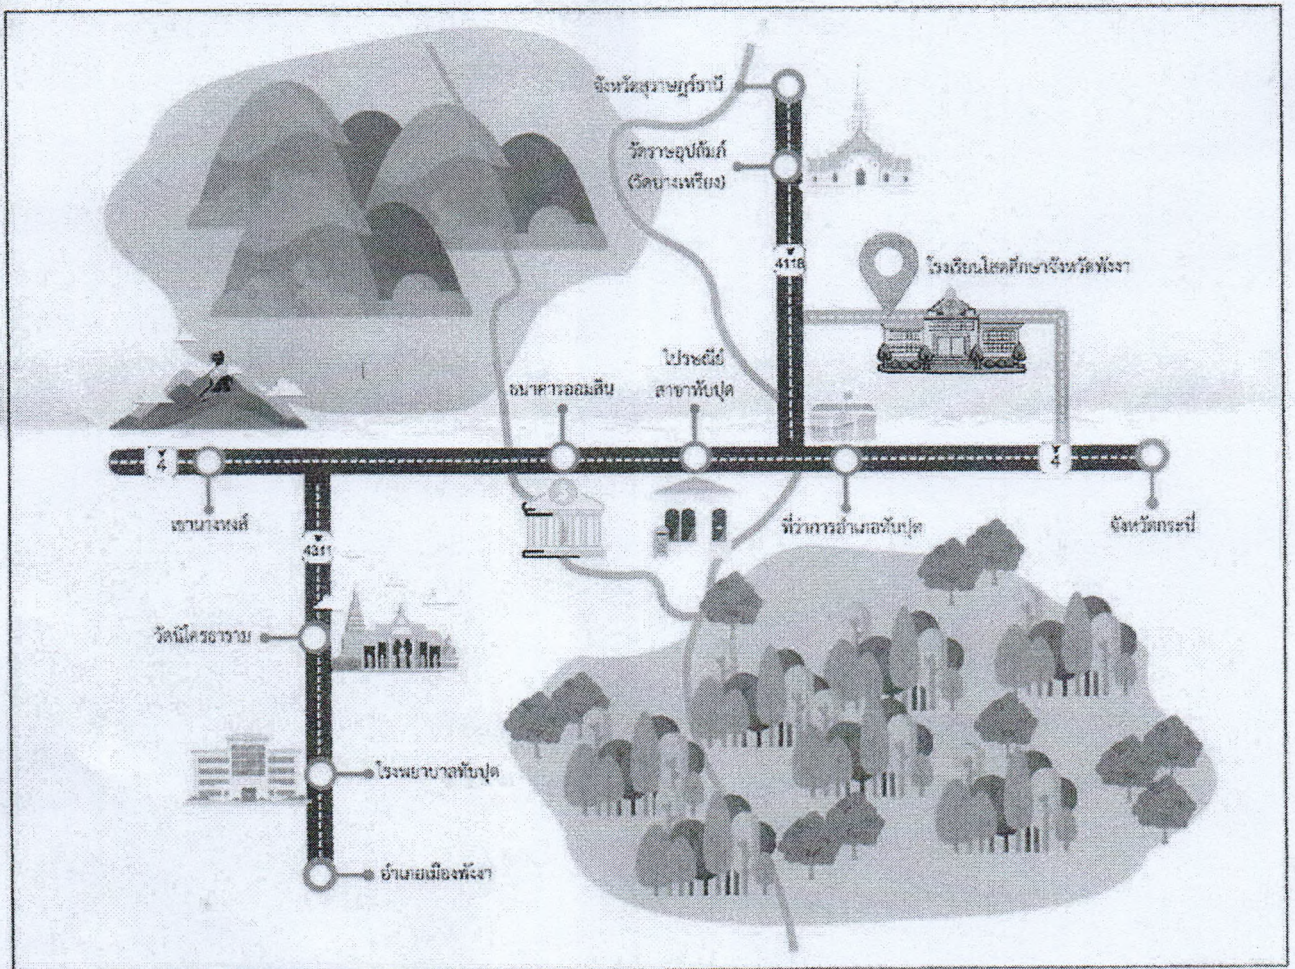 จังหวัดสุราษฎร์ธานี
วัดราษอุปถัมภ์
(วัดบางเหรียง)
4118
โรงเรียนโสตศึกษาจังหวัดพังงา
ไปรษณีย์
สาขาทับปุด
ธนาคารออมสิน
4
4
เขานางหงส์
ที่ว่าการอำเภอทับปุด
จังหวัดกระบี่
4311
วัดนิโครธาราม
โรงพยาบาลทับปุด
อำเภอเมืองพังงา